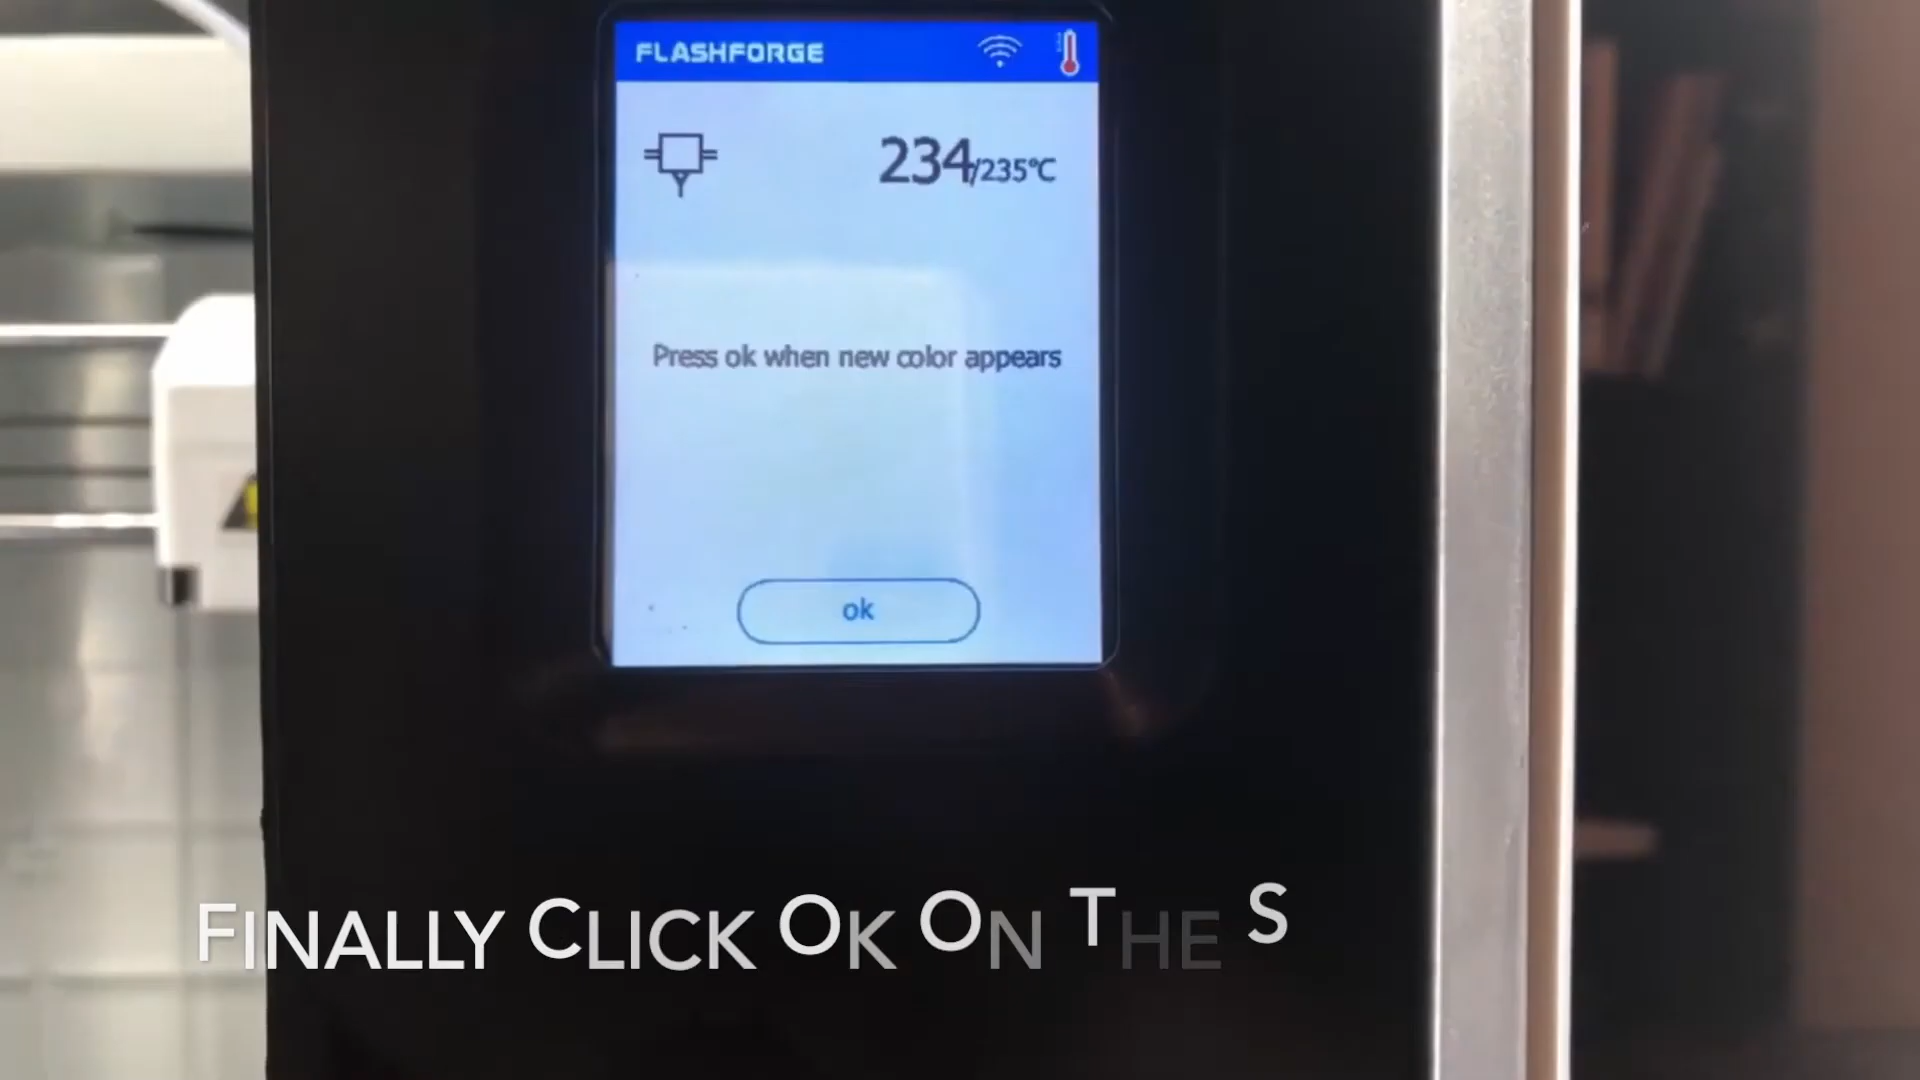 FLASHFORGE
234/235°C
Press ok when new color appears
ok
FINALLY CLICK OK ON THE S